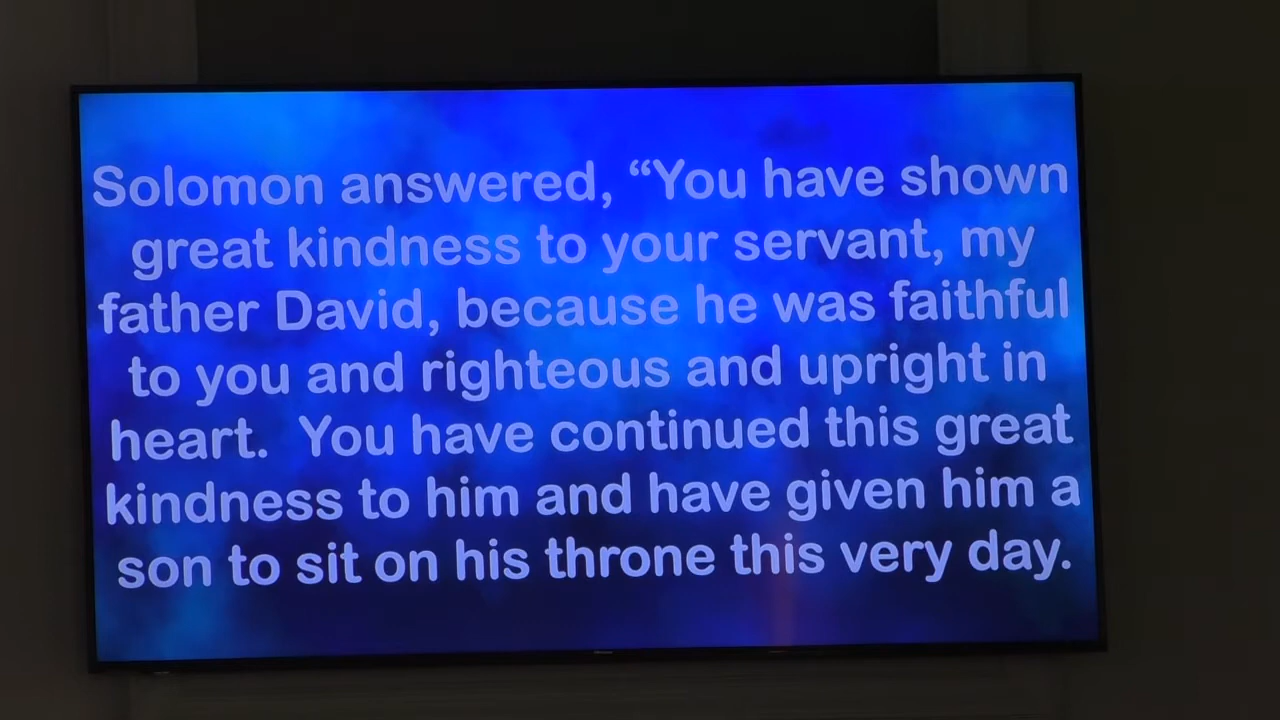 Solomon answered, “You have shown
great kindness to your servant, my
father David, because he was faithful
to you and righteous and upright in
heart.  You have continued this great
kindness to him and have given him a
son to sit on his throne this very day.